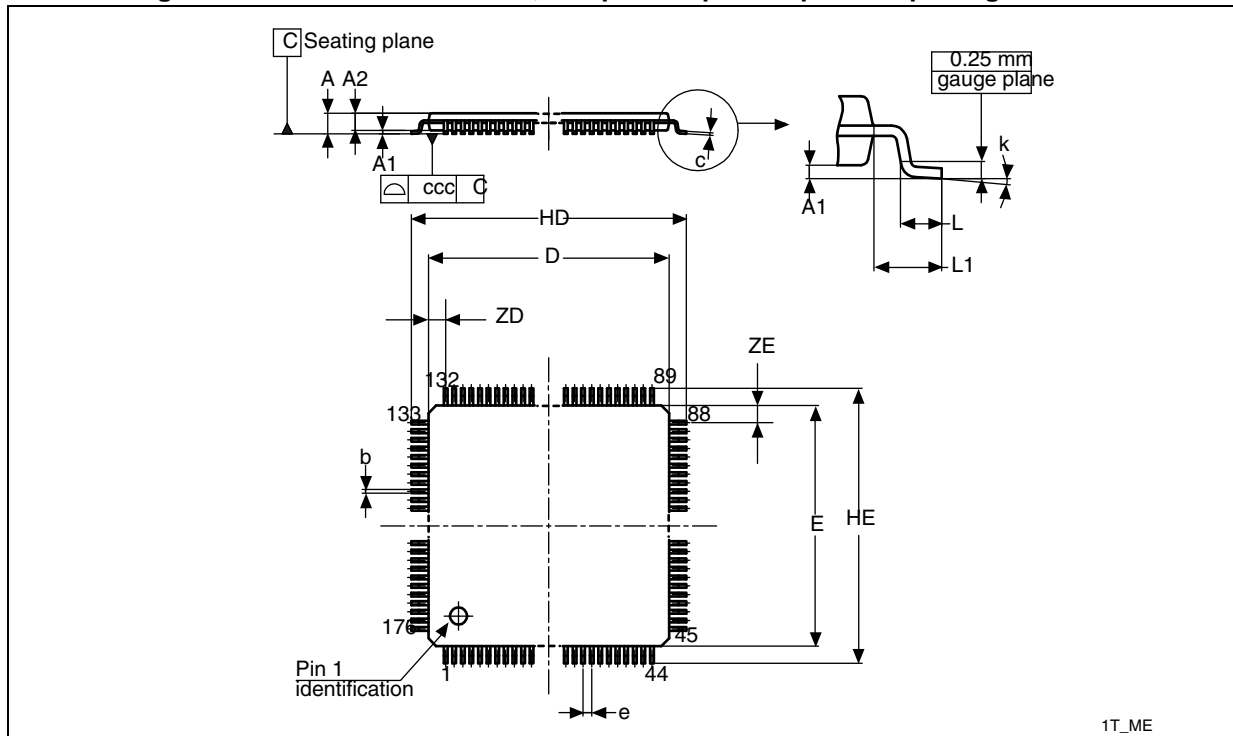 C Seating plane
0.25 mm
gauge plane
A A2
k
A1
c
A1
ccc C
L
HD
L1
D
ZD
ZE
132
89
133
88
b
E
HE
176
45
Pin 1
identification
1
44
e
1T_ME